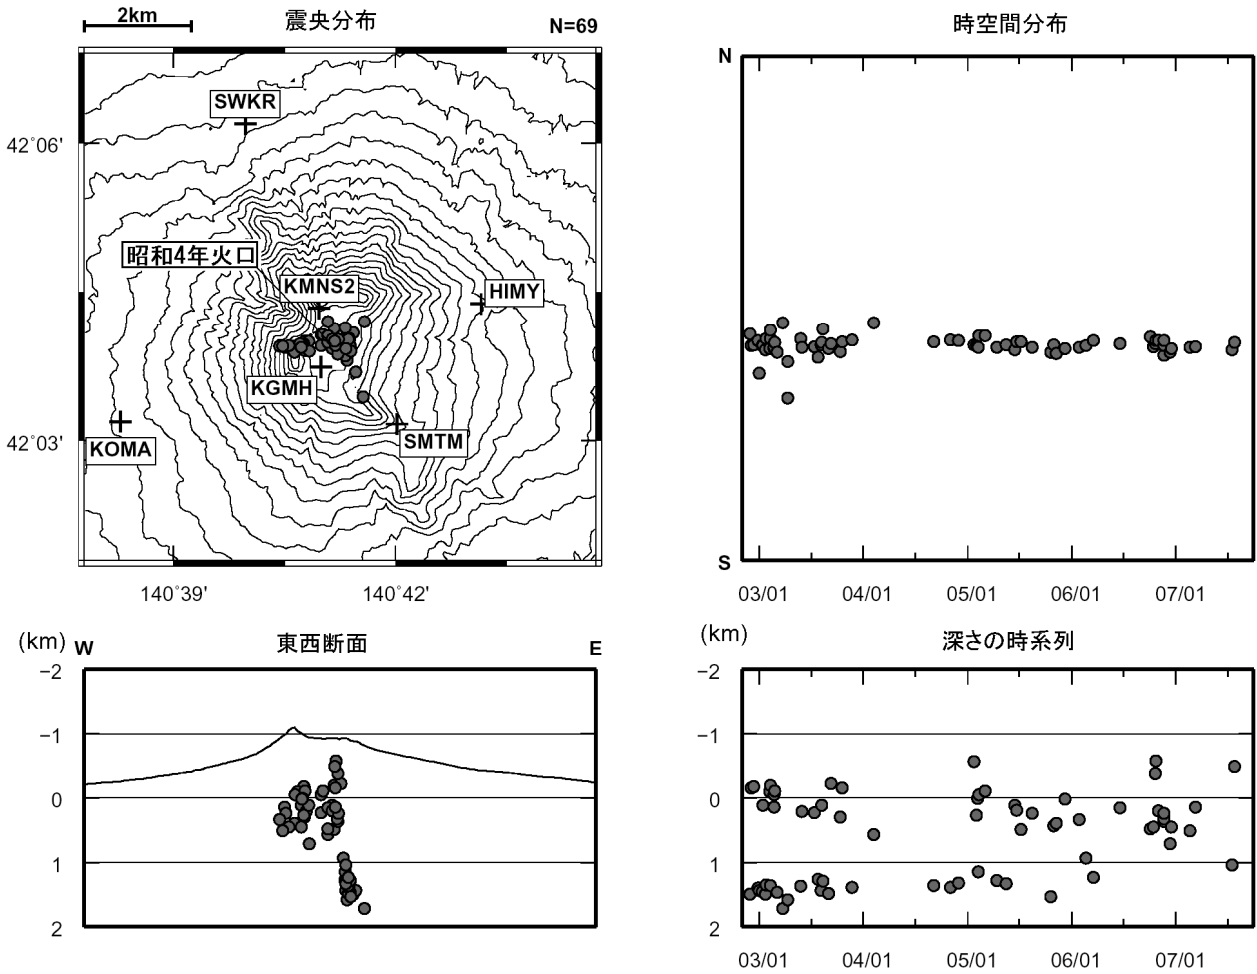 2km
震央分布
N=69
SWKR
42˚06'
昭和4年火口
KMNS2
HIMY
KGMH
42˚03'
KOMA
SMTM
140˚39'
140˚42'
時空間分布
N
S
03/01
04/01
05/01
06/01
07/01
(km)
W
東西断面
E
−2
−1
0
1
2
(km)
深さの時系列
−2
−1
0
1
2
03/01
04/01
05/01
06/01
07/01